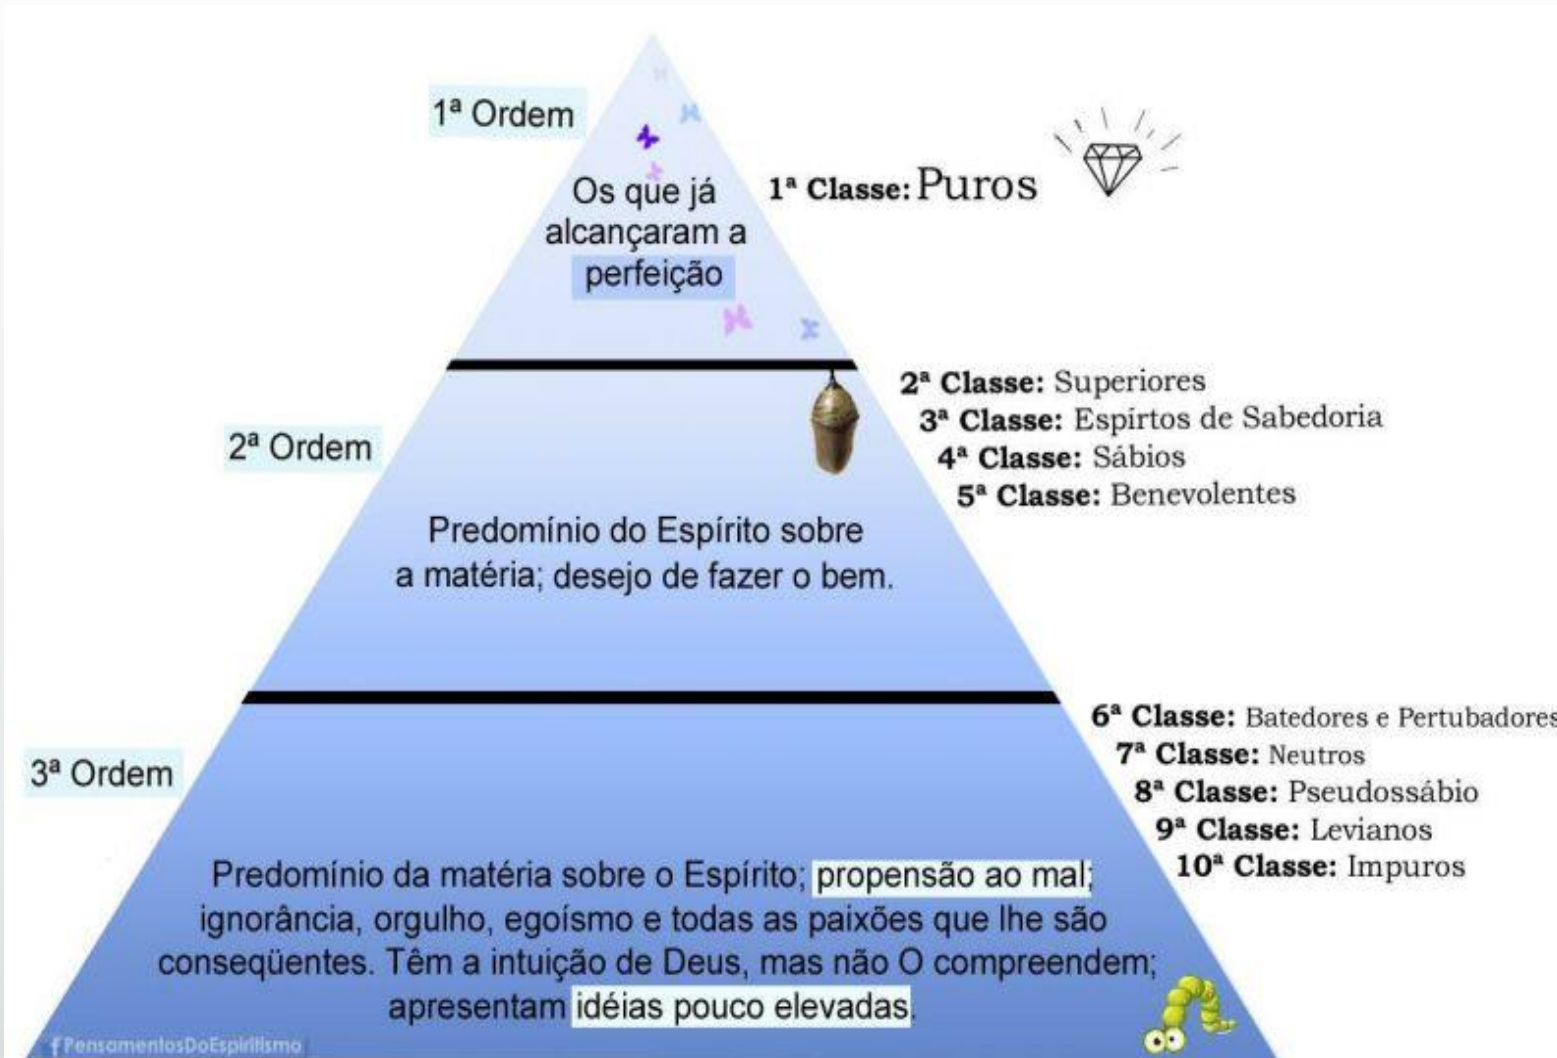 1ª Ordem
Os que já
alcançaram a
perfeição
1ª Classe: Puros
2ª Ordem
2ª Classe: Superiores
3ª Classe: Espírtos de Sabedoria
4ª Classe: Sábios
5ª Classe: Benevolentes
Predomínio do Espírito sobre
a matéria; desejo de fazer o bem.
3ª Ordem
6ª Classe: Batedores e Pertubadores
7ª Classe: Neutros
8ª Classe: Pseudossábio
9ª Classe: Levianos
10ª Classe: Impuros
Predomínio da matéria sobre o Espírito; propensão ao mal;
ignorância, orgulho, egoísmo e todas as paixões que lhe são
conseqüentes. Têm a intuição de Deus, mas não O compreendem;
apresentam idéias pouco elevadas.
f PensamentosDoEspiritismo